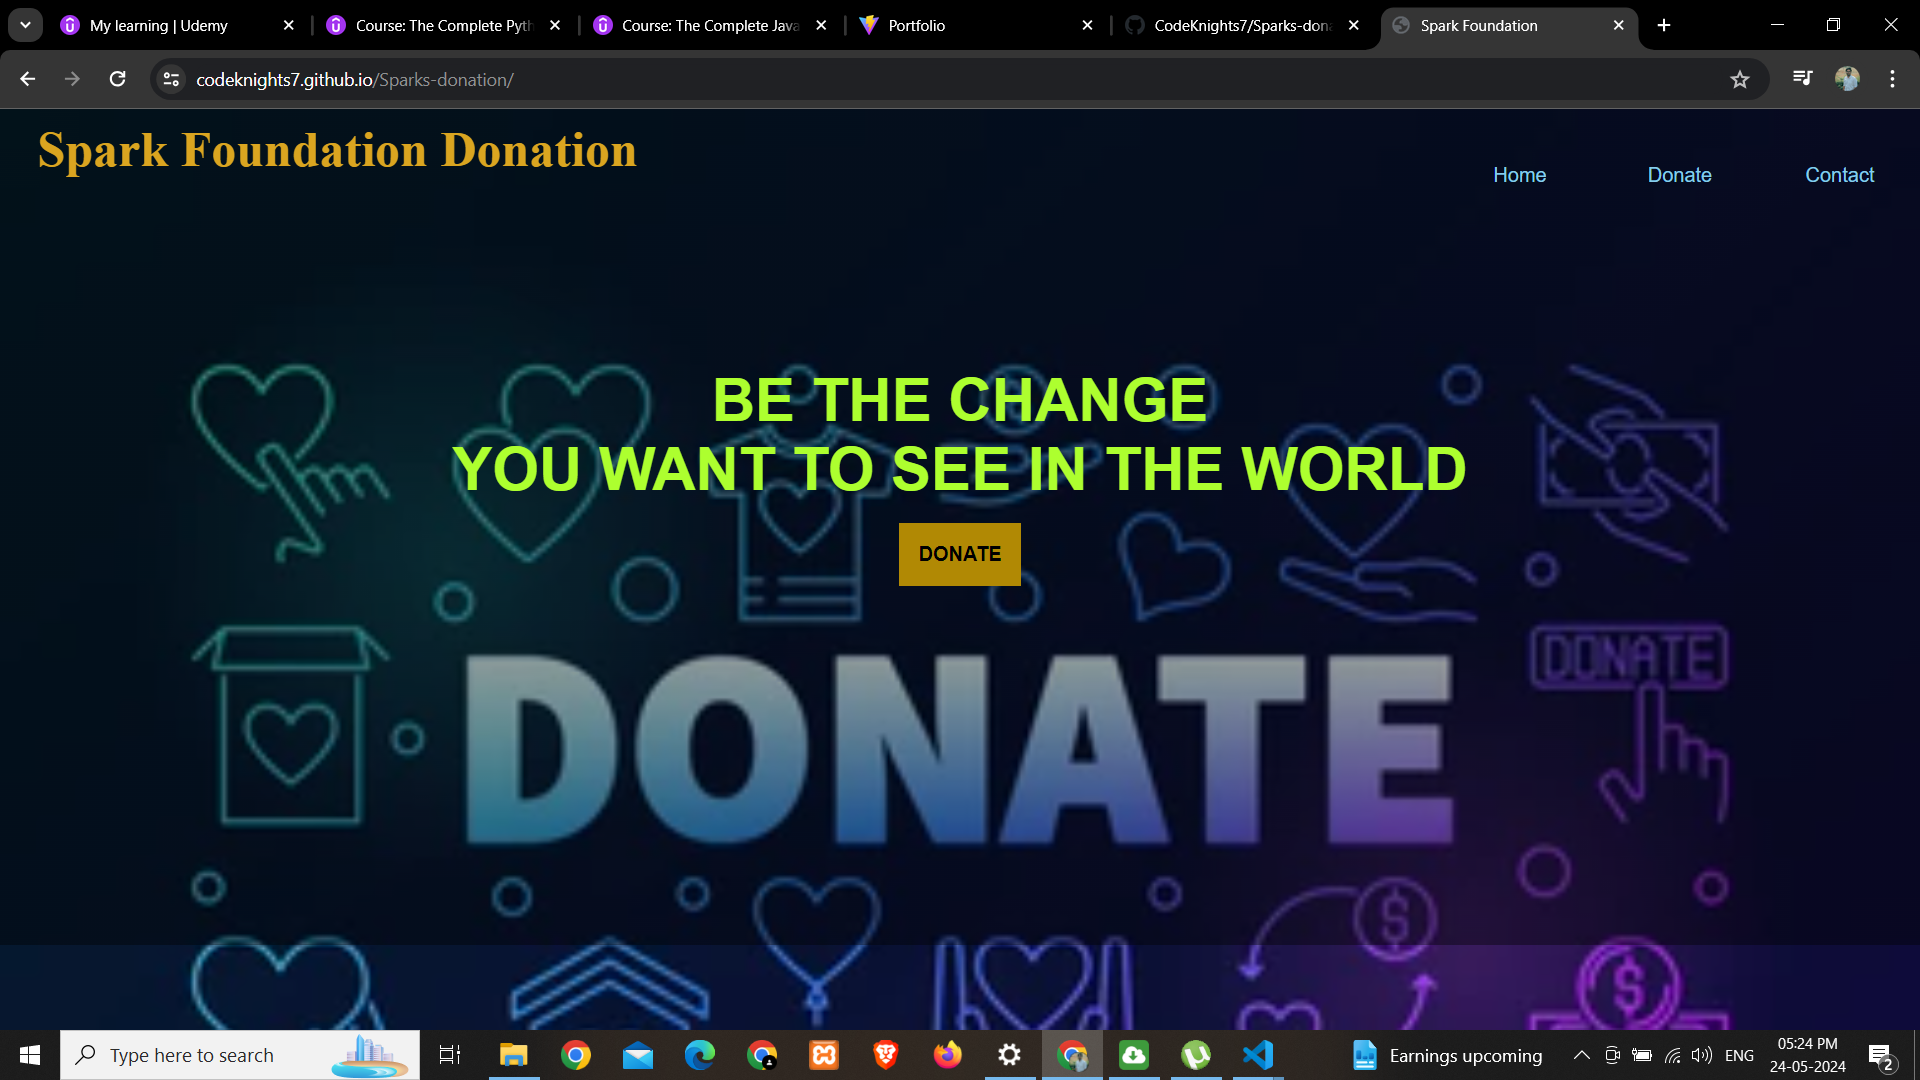 My learning | Udemy
Course: The Complete Pyth
Course: The Complete Java
Portfolio
CodeKnights7/Sparks-dona
Spark Foundation
codeknights7.github.io/Sparks-donation/
Spark Foundation Donation
Home
Donate
Contact
BE THE CHANGE
YOU WANT TO SEE IN THE WORLD
DONATE
DONATE
DONATE
Type here to search
Earnings upcoming
ENG
05:24 PM
24-05-2024
2